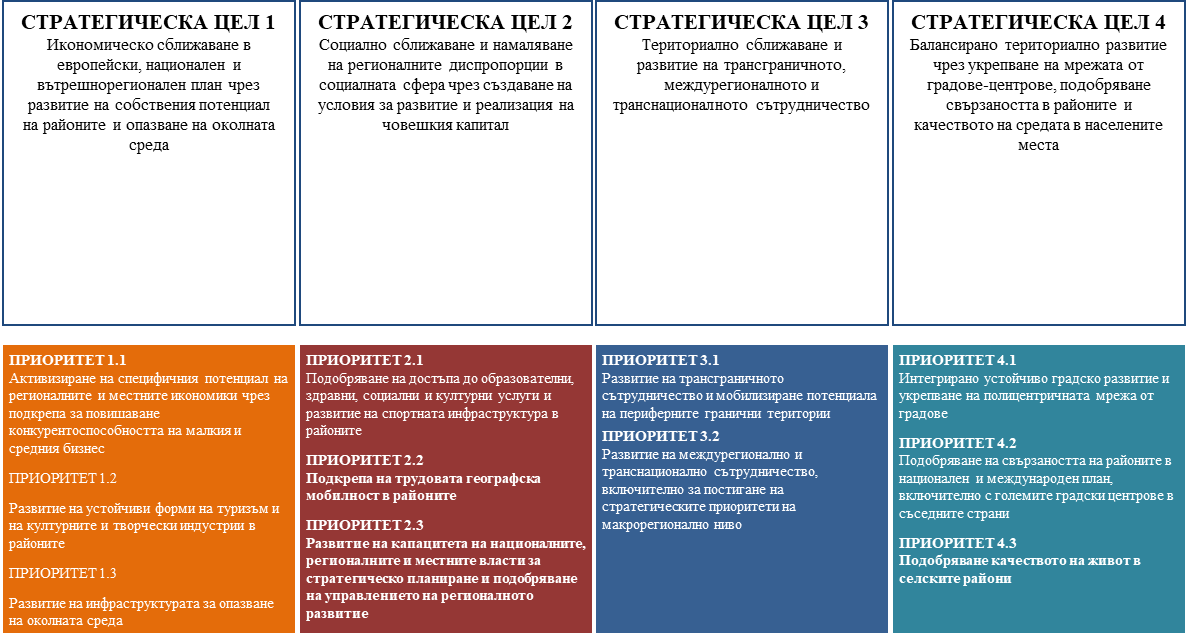 СТРАТЕГИЧЕСКА ЦЕЛ 1
Икономическо сближаване в
европейски, национален и
вътрешнорегионален план чрез
развитие на собствения потенциал
на районите и опазване на околната
среда
СТРАТЕГИЧЕСКА ЦЕЛ 2
Социално сближаване и намаляване
на регионалните диспропорции в
социалната сфера чрез създаване на
условия за развитие и реализация на
човешкия капитал
СТРАТЕГИЧЕСКА ЦЕЛ 3
Териториално сближаване и
развитие на трансграничното,
междурегионалното и
транснационалното сътрудничество
СТРАТЕГИЧЕСКА ЦЕЛ 4
Балансирано териториално развитие
чрез укрепване на мрежата от
градове-центрове, подобряване
свързаността в районите и
качеството на средата в населените
места
ПРИОРИТЕТ 1.1
Активизиране на специфичния потенциал на
регионалните и местните икономики чрез
подкрепа за повишаване
конкурентоспособността на малкия и
средния бизнес
ПРИОРИТЕТ 1.2
Развитие на устойчиви форми на туризъм и
на културните и творчески индустрии в
районите
ПРИОРИТЕТ 1.3
Развитие на инфраструктурата за опазване
на околната среда
ПРИОРИТЕТ 2.1
Подобряване на достъпа до образователни,
здравни, социални и културни услуги и
развитие на спортната инфраструктура в
районите
ПРИОРИТЕТ 2.2
Подкрепа на трудовата географска
мобилност в районите
ПРИОРИТЕТ 2.3
Развитие на капацитета на националните,
регионалните и местните власти за
стратегическо планиране и подобряване
на управлението на регионалното
развитие
ПРИОРИТЕТ 3.1
Развитие на трансграничното
сътрудничество и мобилизиране потенциала
на периферните гранични територии
ПРИОРИТЕТ 3.2
Развитие на междурегионално и
транснационално сътрудничество,
включително за постигане на
стратегическите приоритети на
макрорегионално ниво
ПРИОРИТЕТ 4.1
Интегрирано устойчиво градско развитие и
укрепване на полицентричната мрежа от
градове
ПРИОРИТЕТ 4.2
Подобряване на свързаността на районите в
национален и международен план,
включително с големите градски центрове в
съседните страни
ПРИОРИТЕТ 4.3
Подобряване качеството на живот в
селските райони